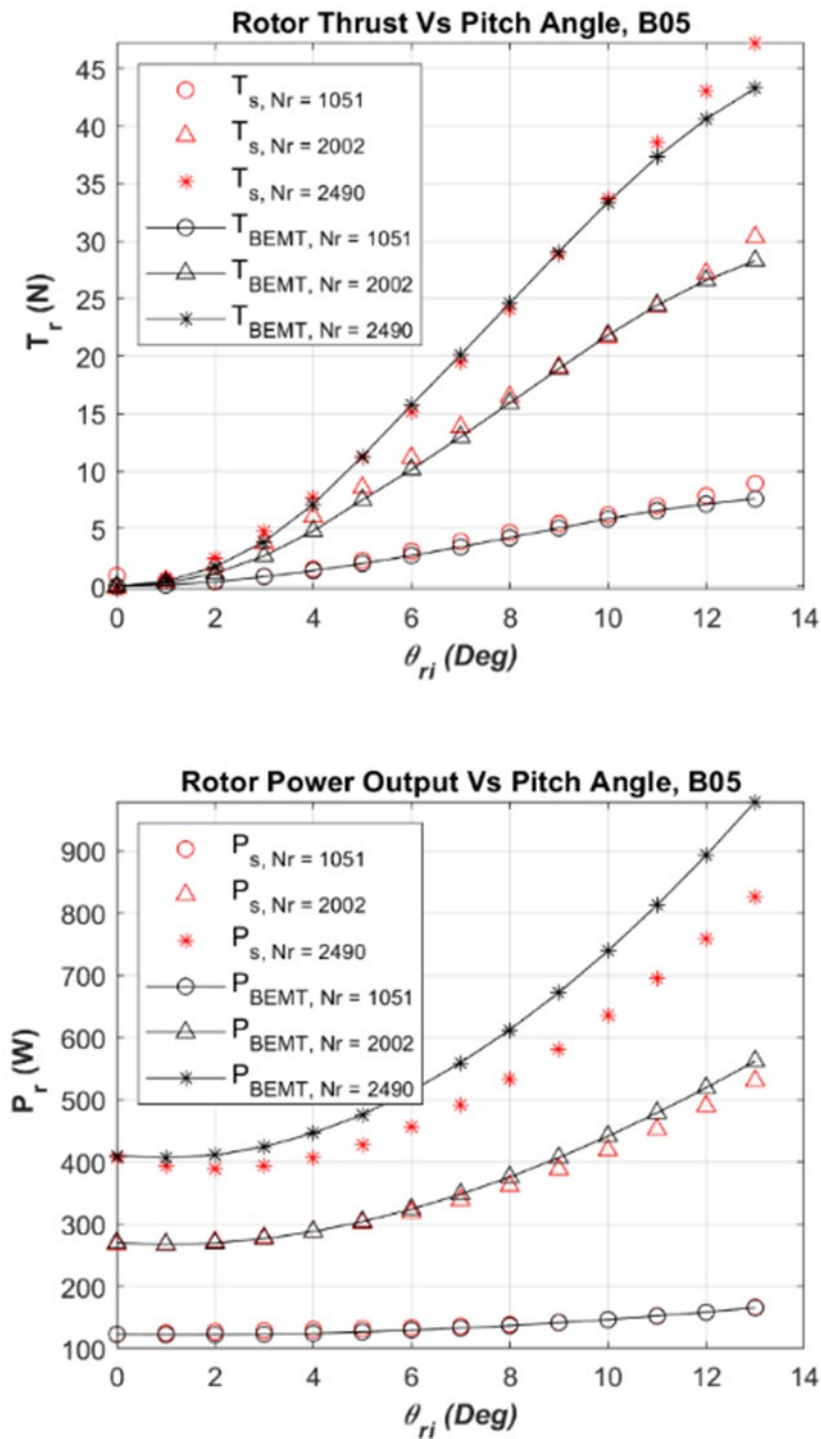 Rotor Thrust Vs Pitch Angle, B05
T_s, Nr = 1051
T_s, Nr = 2002
T_s, Nr = 2490
T_BEMT, Nr = 1051
T_BEMT, Nr = 2002
T_BEMT, Nr = 2490
T_r (N)
45
40
35
30
25
20
15
10
5
0
0 2 4 6 8 10 12 14
θ_ri (Deg)
Rotor Power Output Vs Pitch Angle, B05
P_s, Nr = 1051
P_s, Nr = 2002
P_s, Nr = 2490
P_BEMT, Nr = 1051
P_BEMT, Nr = 2002
P_BEMT, Nr = 2490
P_r (W)
900
800
700
600
500
400
300
200
100
0 2 4 6 8 10 12 14
θ_ri (Deg)